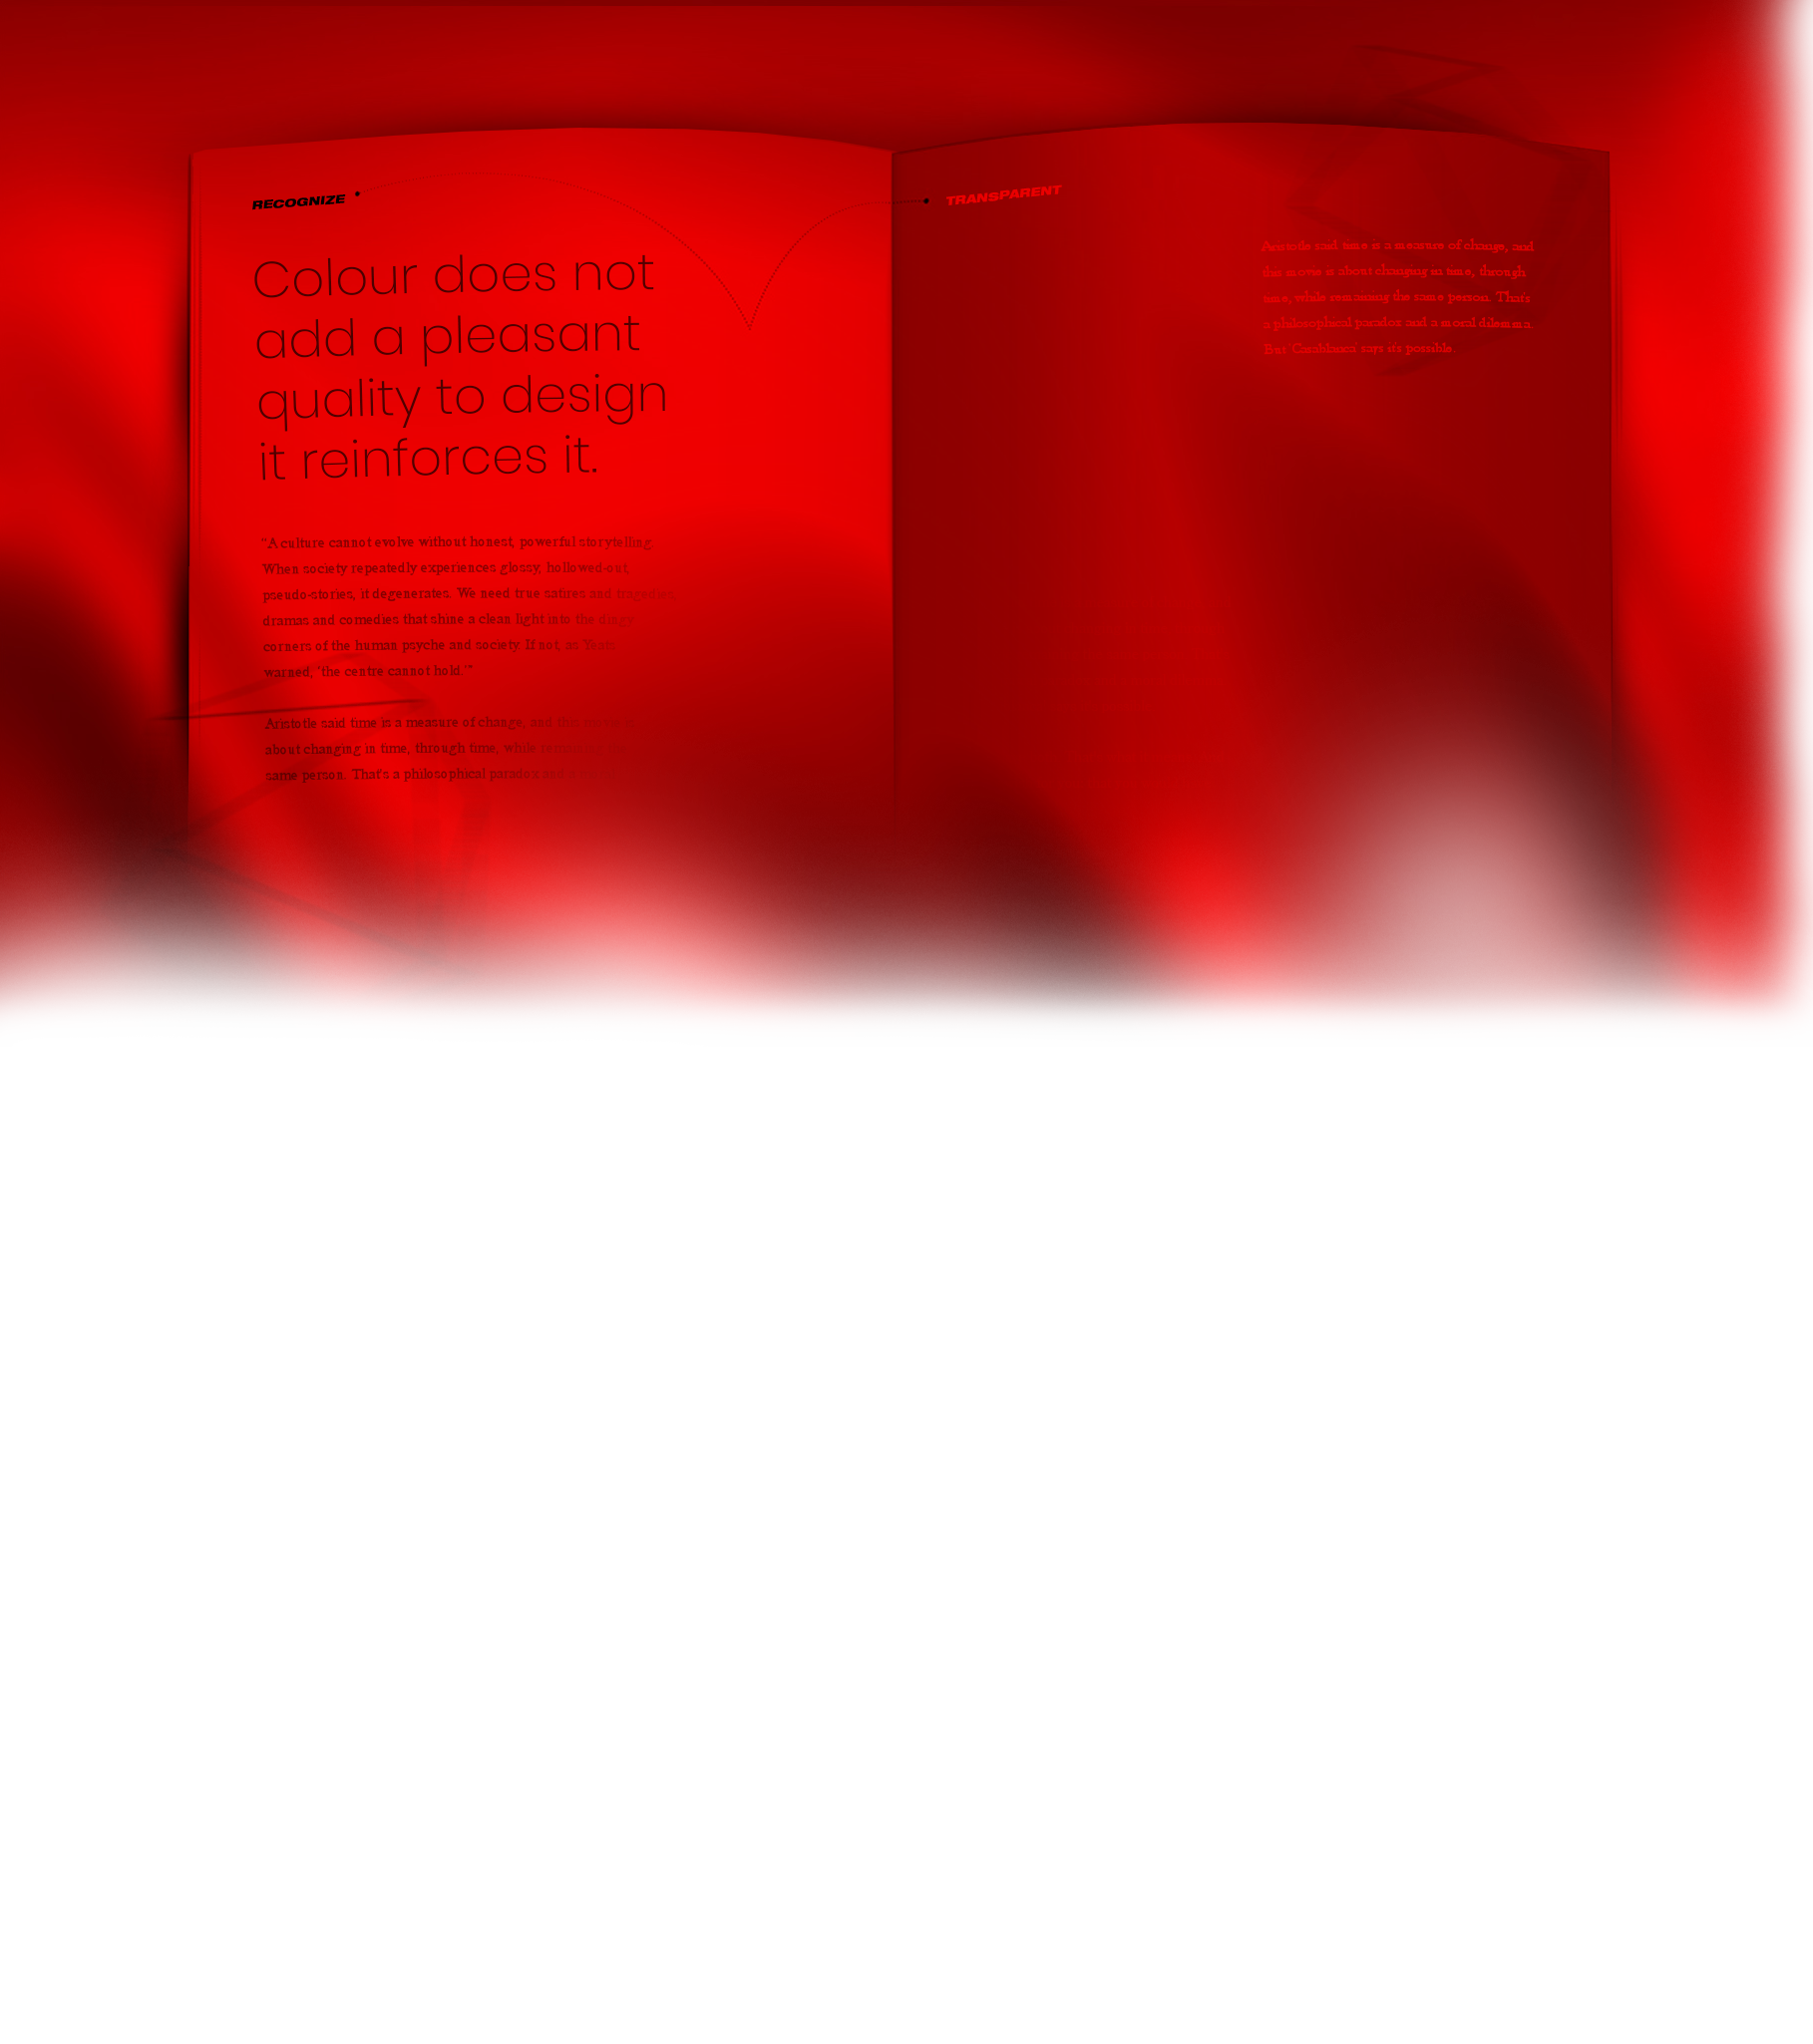 RECOGNIZE
Colour does not
add a pleasant
quality to design
it reinforces it.
"A culture cannot evolve without honest, powerful storytelling.
When society repeatedly experiences glossy, hollowed-out,
pseudo-stories, it degenerates. We need true satires and tragedies,
dramas and comedies that shine a clean light into the dingy
corners of the human psyche and society. If not, as Yeats
warned, 'the centre cannot hold.'"
Aristotle said time is a measure of change, and this movie is
about changing in time, through time, while remaining the
same person. That's a philosophical paradox and a
TRANSPARENT
Aristotle said time is a measure of change, and
this movie is about changing in time, through
time, while remaining the same person. That's
a philosophical paradox and a moral dilemma.
But 'Casablanca' says it's possible.